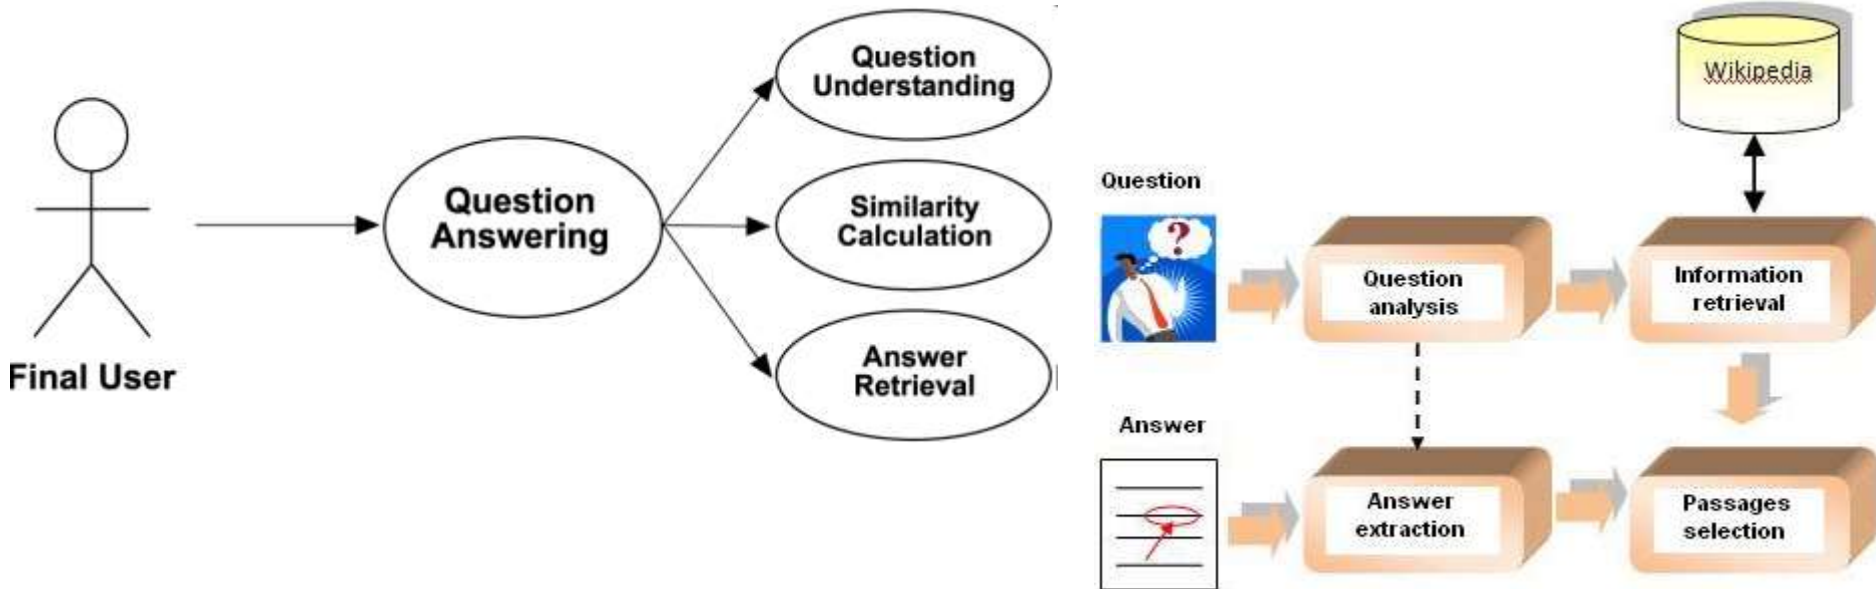 Final User
Question
Answering
Question
Understanding
Similarity
Calculation
Answer
Retrieval
Wikipedia
Question
?
Question
analysis
Information
retrieval
Answer
Answer
extraction
Passages
selection